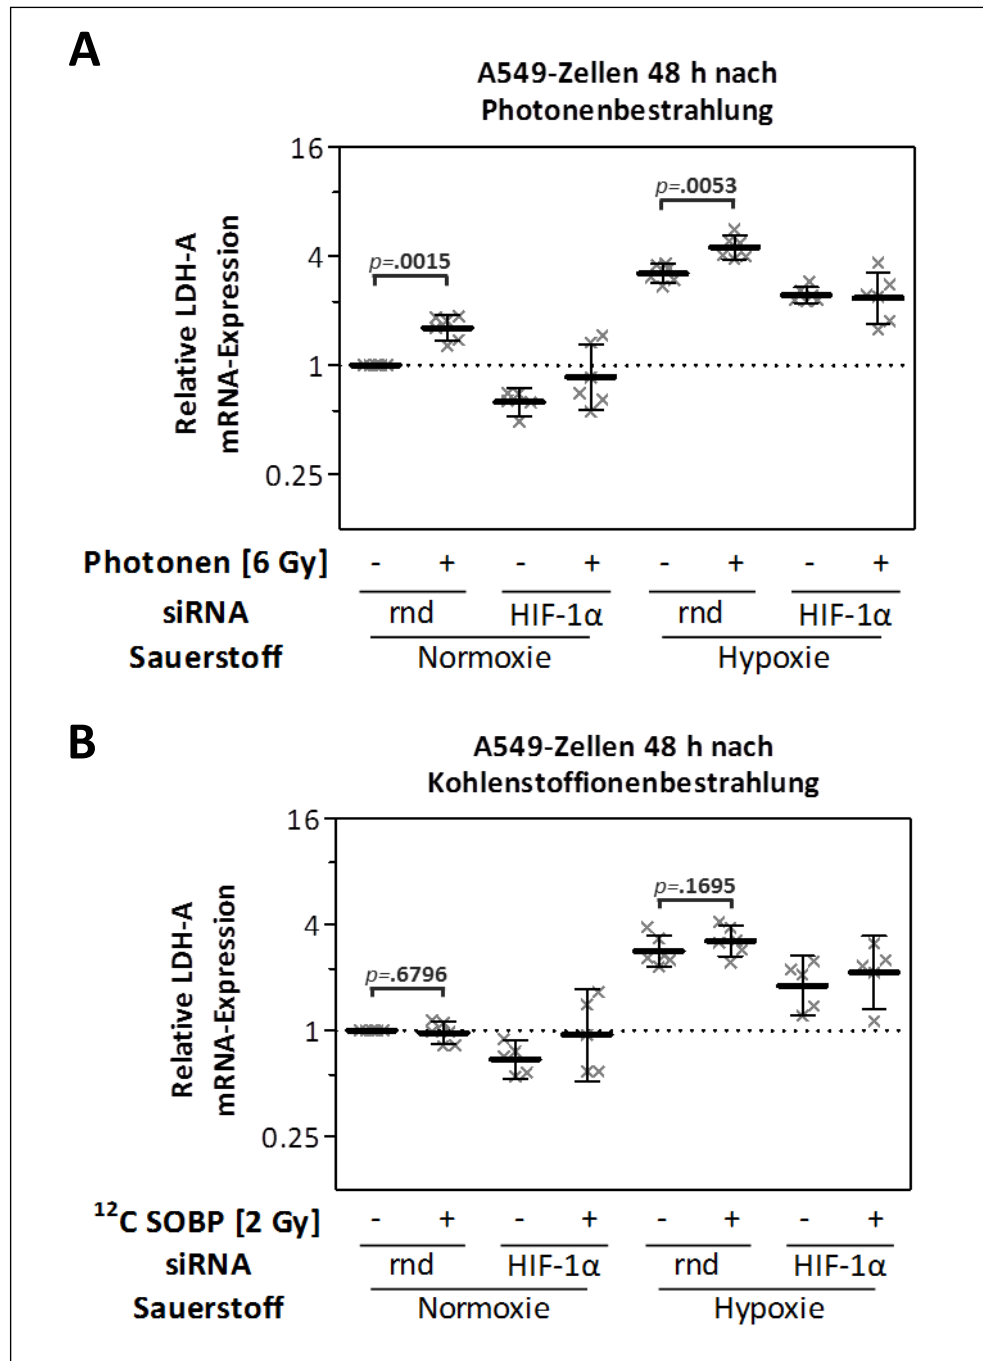 A
A549-Zellen 48 h nach
Photonenbestrahlung
Relative LDH-A
mRNA-Expression
16
4
1
0.25
p=.0015
p=.0053
Photonen [6 Gy] - + - + - + - +
siRNA rnd HIF-1α rnd HIF-1α
Sauerstoff Normoxie Hypoxie
B
A549-Zellen 48 h nach
Kohlenstoffionenbestrahlung
Relative LDH-A
mRNA-Expression
16
4
1
0.25
p=.6796
p=.1695
¹²C SOBP [2 Gy] - + - + - + - +
siRNA rnd HIF-1α rnd HIF-1α
Sauerstoff Normoxie Hypoxie